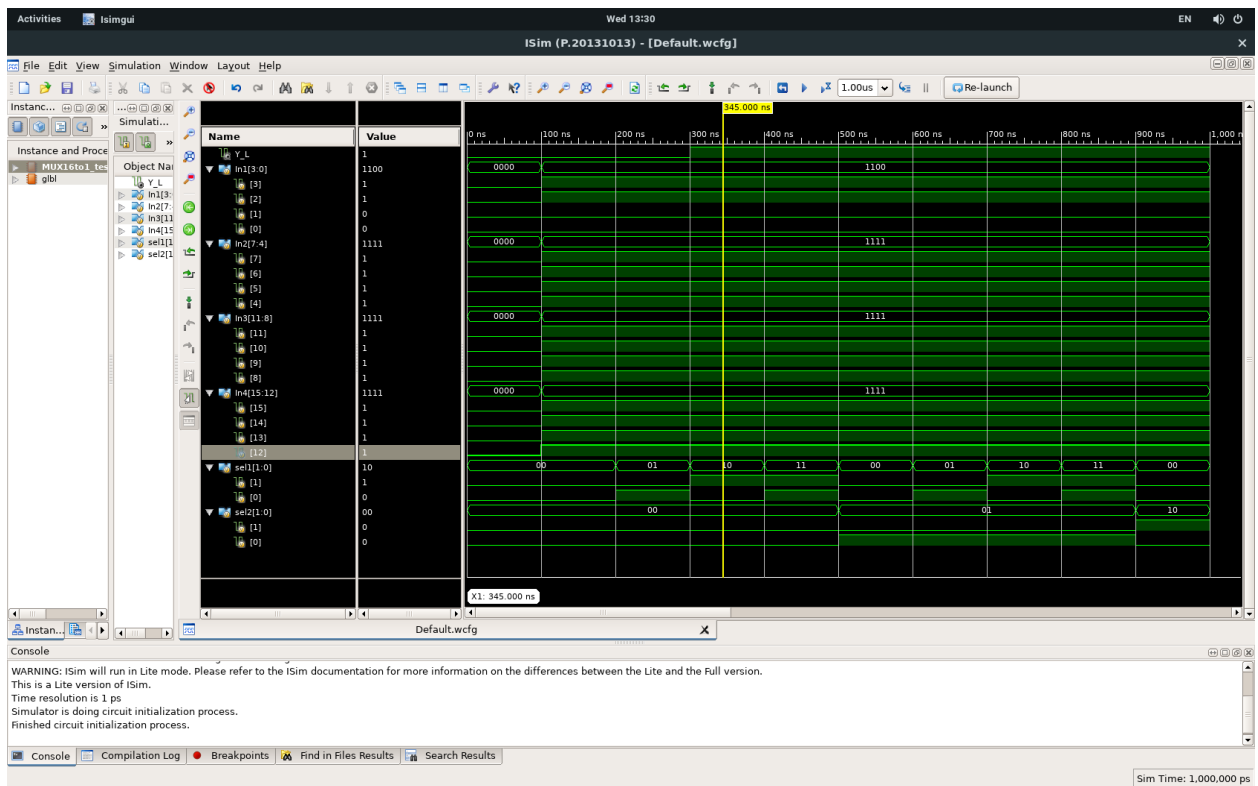 Activities Isimgui Wed 13:30 EN
ISim (P.20131013) - [Default.wcfg]
File Edit View Simulation Window Layout Help
1.00us Re-launch
Instanc...
Simulati...
Instance and Proce
Object Nai
MUX16to1_tes
glbl
Y_L
In1[3:
In2[7:
In3[11
In4[15
sel1[1
sel2[1
345.000 ns
Name Value
0 ns 100 ns 200 ns 300 ns 400 ns 500 ns 600 ns 700 ns 800 ns 900 ns 1,000 n
Y_L 1
In1[3:0] 1100 0000 1100
[3] 1
[2] 1
[1] 0
[0] 0
In2[7:4] 1111 0000 1111
[7] 1
[6] 1
[5] 1
[4] 1
In3[11:8] 1111 0000 1111
[11] 1
[10] 1
[9] 1
[8] 1
In4[15:12] 1111 0000 1111
[15] 1
[14] 1
[13] 1
[12] 1
sel1[1:0] 10 00 01 10 11 00 01 10 11 00
[1] 1
[0] 0
sel2[1:0] 00 00 01 10
[1] 0
[0] 0
X1: 345.000 ns
Instan...
Default.wcfg
Console
WARNING: ISim will run in Lite mode. Please refer to the ISim documentation for more information on the differences between the Lite and the Full version.
This is a Lite version of ISim.
Time resolution is 1 ps
Simulator is doing circuit initialization process.
Finished circuit initialization process.
Console Compilation Log Breakpoints Find in Files Results Search Results
Sim Time: 1,000,000 ps